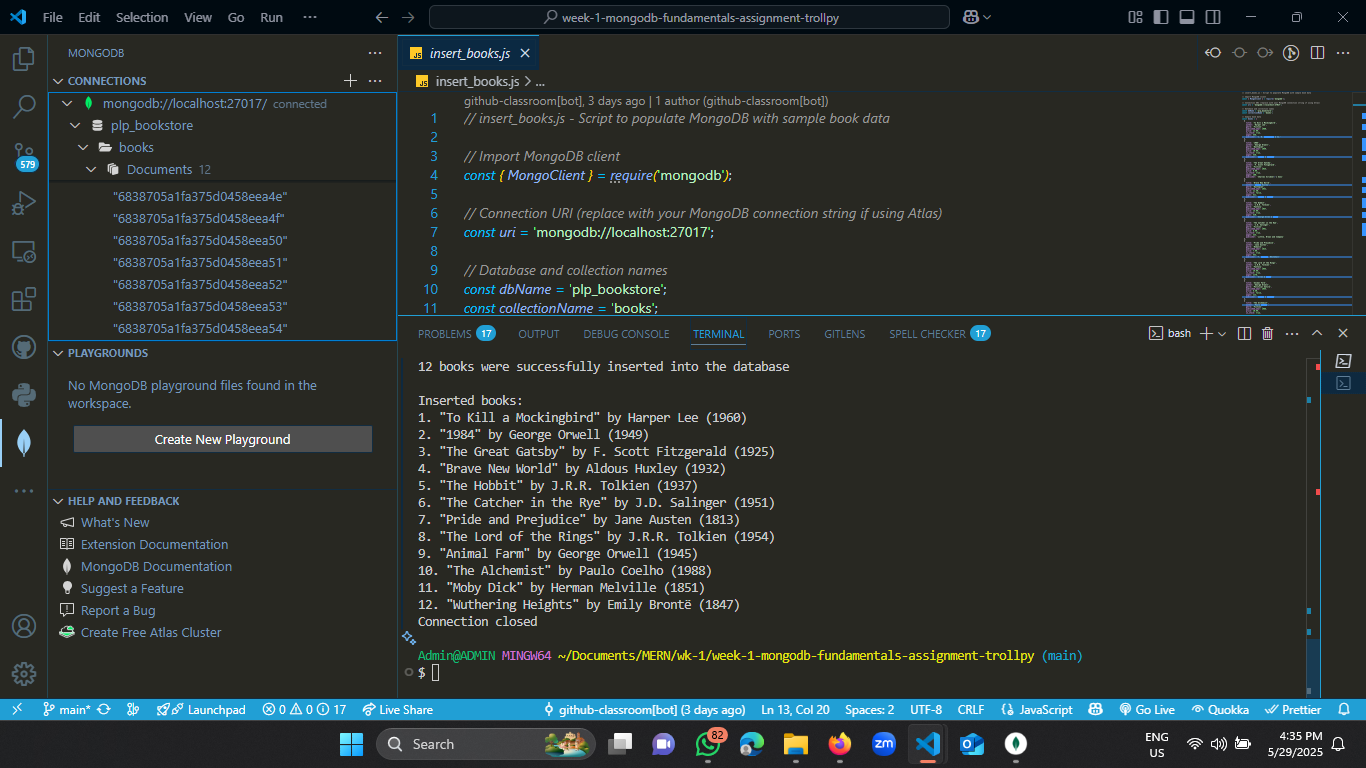 File Edit Selection View Go Run ··· week-1-mongodb-fundamentals-assignment-trollpy
MONGODB
CONNECTIONS
mongodb://localhost:27017/ connected
plp_bookstore
books
Documents 12
"6838705a1fa375d0458eea4e"
"6838705a1fa375d0458eea4f"
"6838705a1fa375d0458eea50"
"6838705a1fa375d0458eea51"
"6838705a1fa375d0458eea52"
"6838705a1fa375d0458eea53"
"6838705a1fa375d0458eea54"
PLAYGROUNDS
No MongoDB playground files found in the
workspace.
Create New Playground
HELP AND FEEDBACK
What's New
Extension Documentation
MongoDB Documentation
Suggest a Feature
Report a Bug
Create Free Atlas Cluster
579
JS insert_books.js
JS insert_books.js > ...
github-classroom[bot], 3 days ago | 1 author (github-classroom[bot])
1 // insert_books.js - Script to populate MongoDB with sample book data
2
3 // Import MongoDB client
4 const { MongoClient } = require('mongodb');
5
6 // Connection URI (replace with your MongoDB connection string if using Atlas)
7 const uri = 'mongodb://localhost:27017';
8
9 // Database and collection names
10 const dbName = 'plp_bookstore';
11 const collectionName = 'books';
PROBLEMS 17 OUTPUT DEBUG CONSOLE TERMINAL PORTS GITLENS SPELL CHECKER 17 bash
12 books were successfully inserted into the database
Inserted books:
1. "To Kill a Mockingbird" by Harper Lee (1960)
2. "1984" by George Orwell (1949)
3. "The Great Gatsby" by F. Scott Fitzgerald (1925)
4. "Brave New World" by Aldous Huxley (1932)
5. "The Hobbit" by J.R.R. Tolkien (1937)
6. "The Catcher in the Rye" by J.D. Salinger (1951)
7. "Pride and Prejudice" by Jane Austen (1813)
8. "The Lord of the Rings" by J.R.R. Tolkien (1954)
9. "Animal Farm" by George Orwell (1945)
10. "The Alchemist" by Paulo Coelho (1988)
11. "Moby Dick" by Herman Melville (1851)
12. "Wuthering Heights" by Emily Brontë (1847)
Connection closed
Admin@ADMIN MINGW64 ~/Documents/MERN/wk-1/week-1-mongodb-fundamentals-assignment-trollpy (main)
$
main* Launchpad 0 0 17 Live Share github-classroom[bot] (3 days ago) Ln 13, Col 20 Spaces: 2 UTF-8 CRLF JavaScript Go Live Quokka Prettier
Search 82 zm ENG US 4:35 PM 5/29/2025